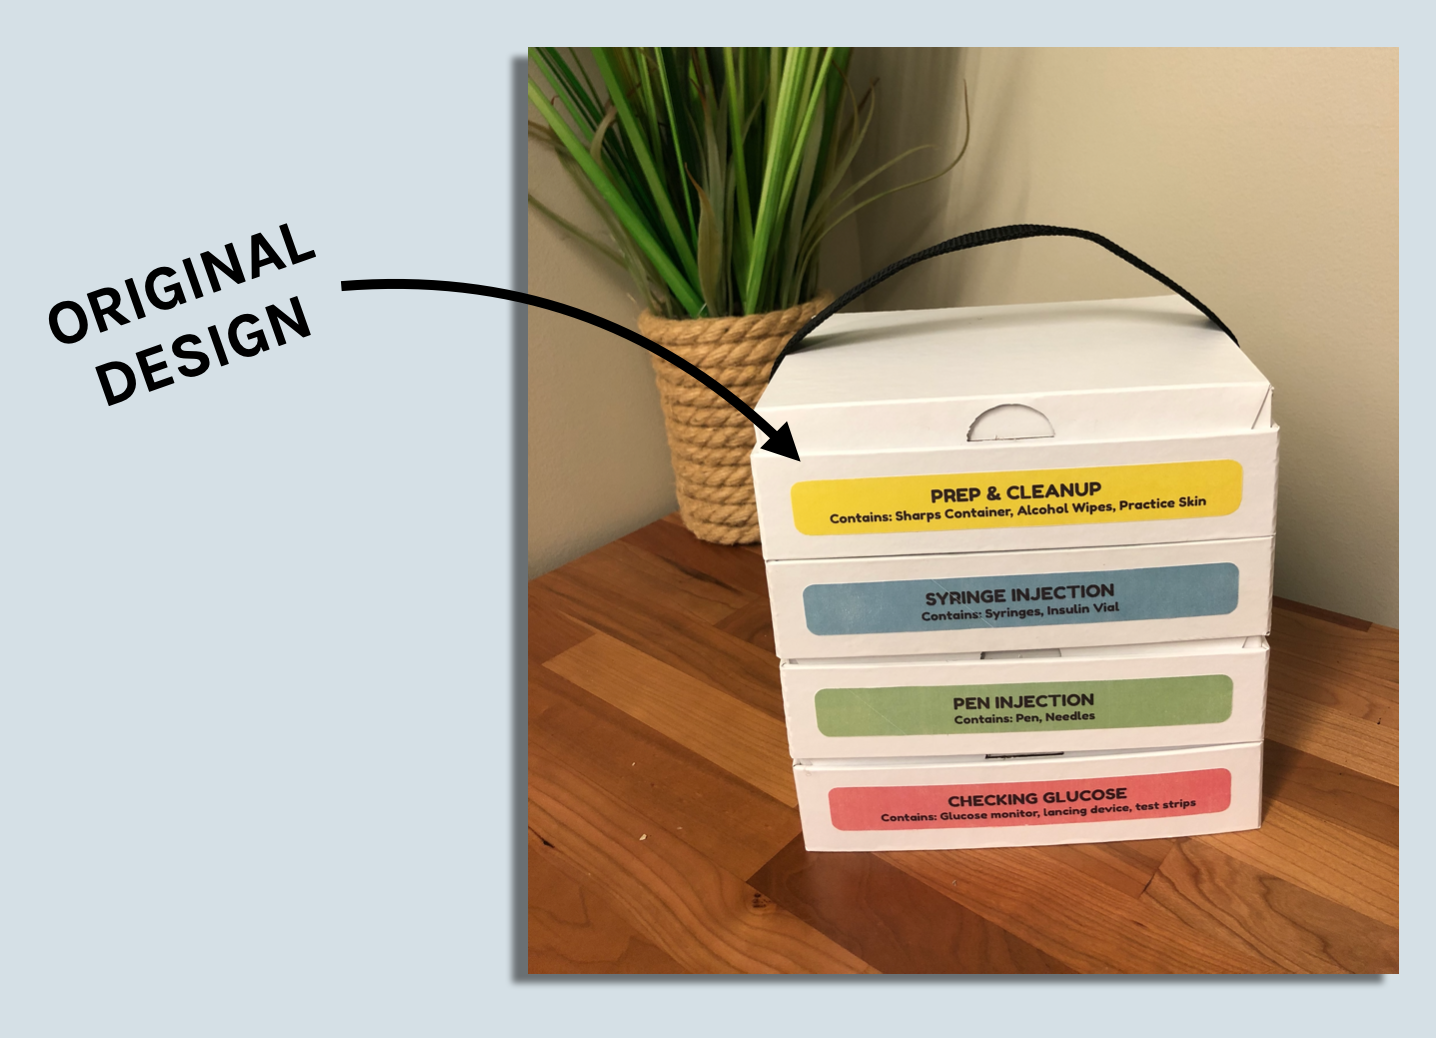 ORIGINAL
DESIGN
PREP & CLEANUP
Contains: Sharps Container, Alcohol Wipes, Practice Skin
SYRINGE INJECTION
Contains: Syringes, Insulin Vial
PEN INJECTION
Contains: Pen, Needles
CHECKING GLUCOSE
Contains: Glucose monitor, lancing device, test strips